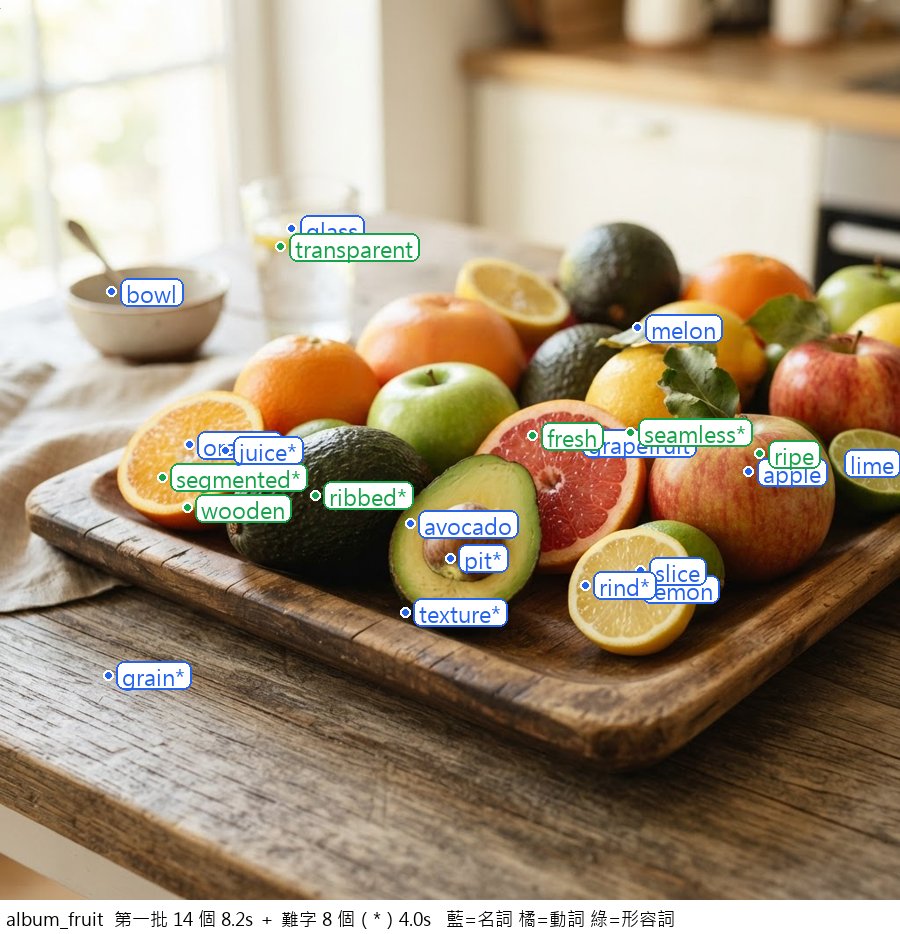 glass
transparent
bowl
melon
fresh
seamless*
grapefruit
juice*
ripe
apple
lime
segmented*
ribbed*
wooden
avocado
pit*
slice
rind*
lemon
texture*
grain*
album_fruit 第一批 14 個 8.2s + 難字 8 個 ( * ) 4.0s 藍=名詞 橘=動詞 綠=形容詞